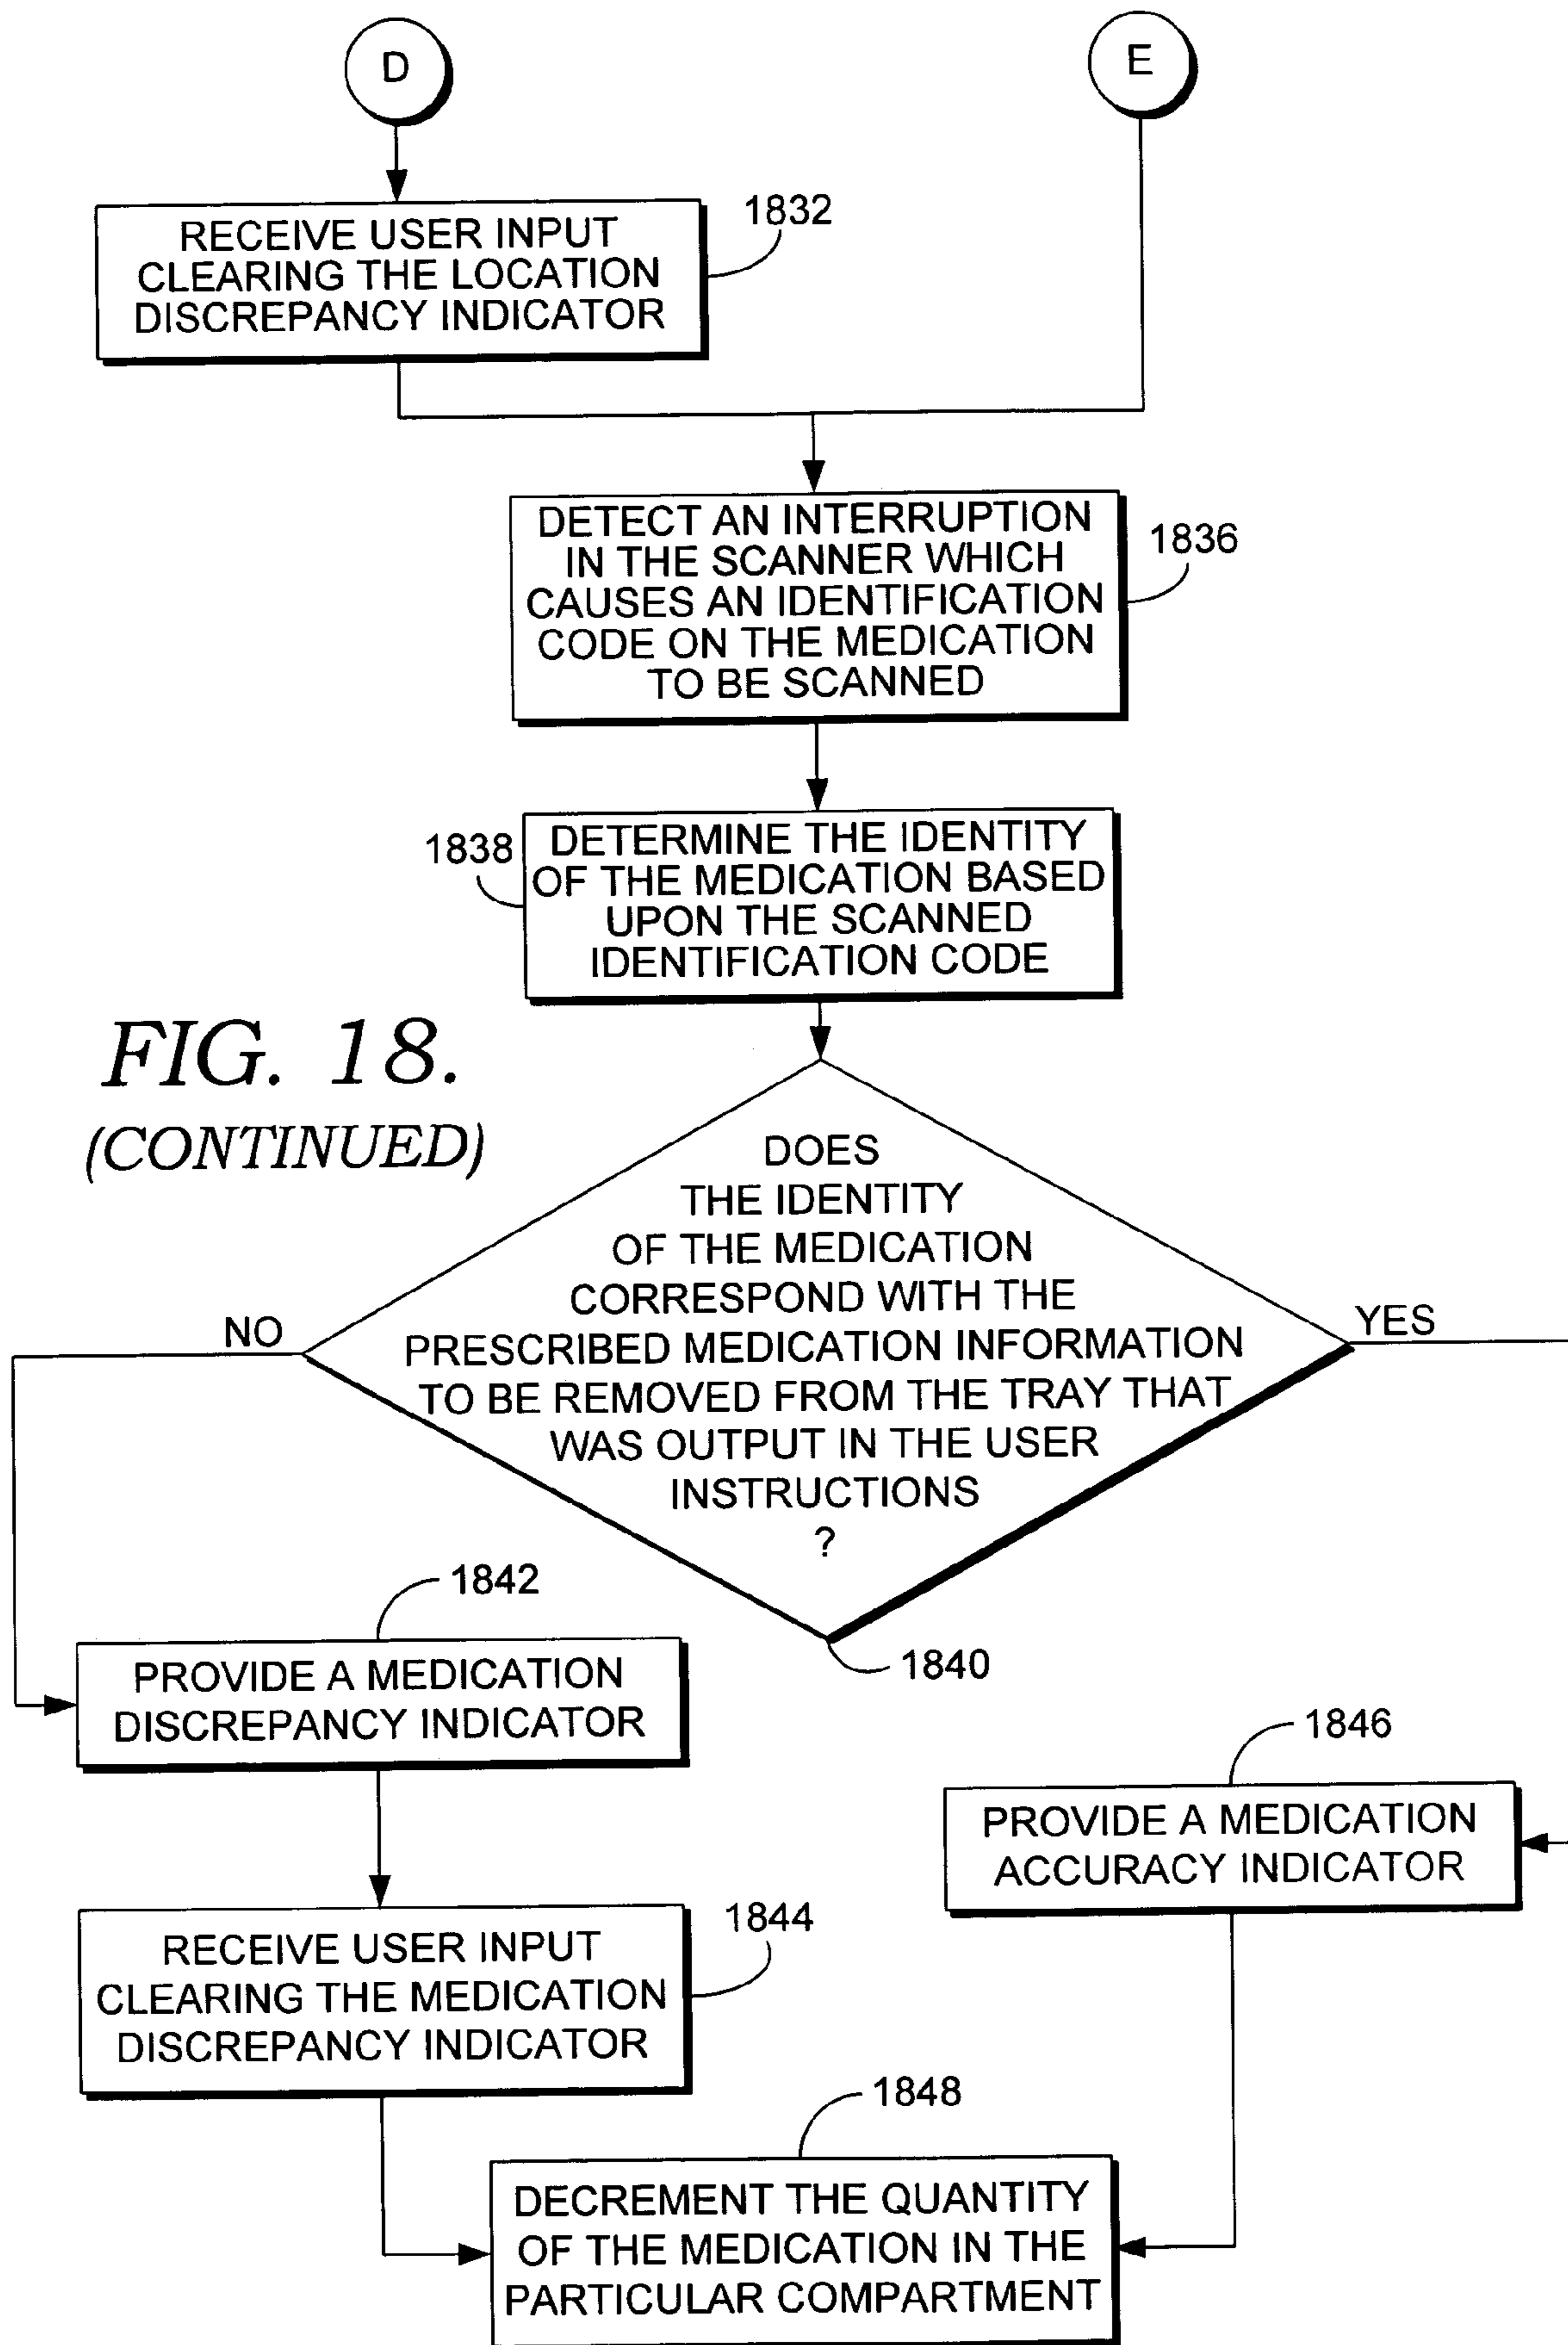 D
E
1832
RECEIVE USER INPUT
CLEARING THE LOCATION
DISCREPANCY INDICATOR
1836
DETECT AN INTERRUPTION
IN THE SCANNER WHICH
CAUSES AN IDENTIFICATION
CODE ON THE MEDICATION
TO BE SCANNED
1838
DETERMINE THE IDENTITY
OF THE MEDICATION BASED
UPON THE SCANNED
IDENTIFICATION CODE
FIG. 18.
(CONTINUED)
DOES
THE IDENTITY
OF THE MEDICATION
CORRESPOND WITH THE
PRESCRIBED MEDICATION INFORMATION
TO BE REMOVED FROM THE TRAY THAT
WAS OUTPUT IN THE USER
INSTRUCTIONS
?
NO
YES
1840
1842
PROVIDE A MEDICATION
DISCREPANCY INDICATOR
1846
PROVIDE A MEDICATION
ACCURACY INDICATOR
1844
RECEIVE USER INPUT
CLEARING THE MEDICATION
DISCREPANCY INDICATOR
1848
DECREMENT THE QUANTITY
OF THE MEDICATION IN THE
PARTICULAR COMPARTMENT